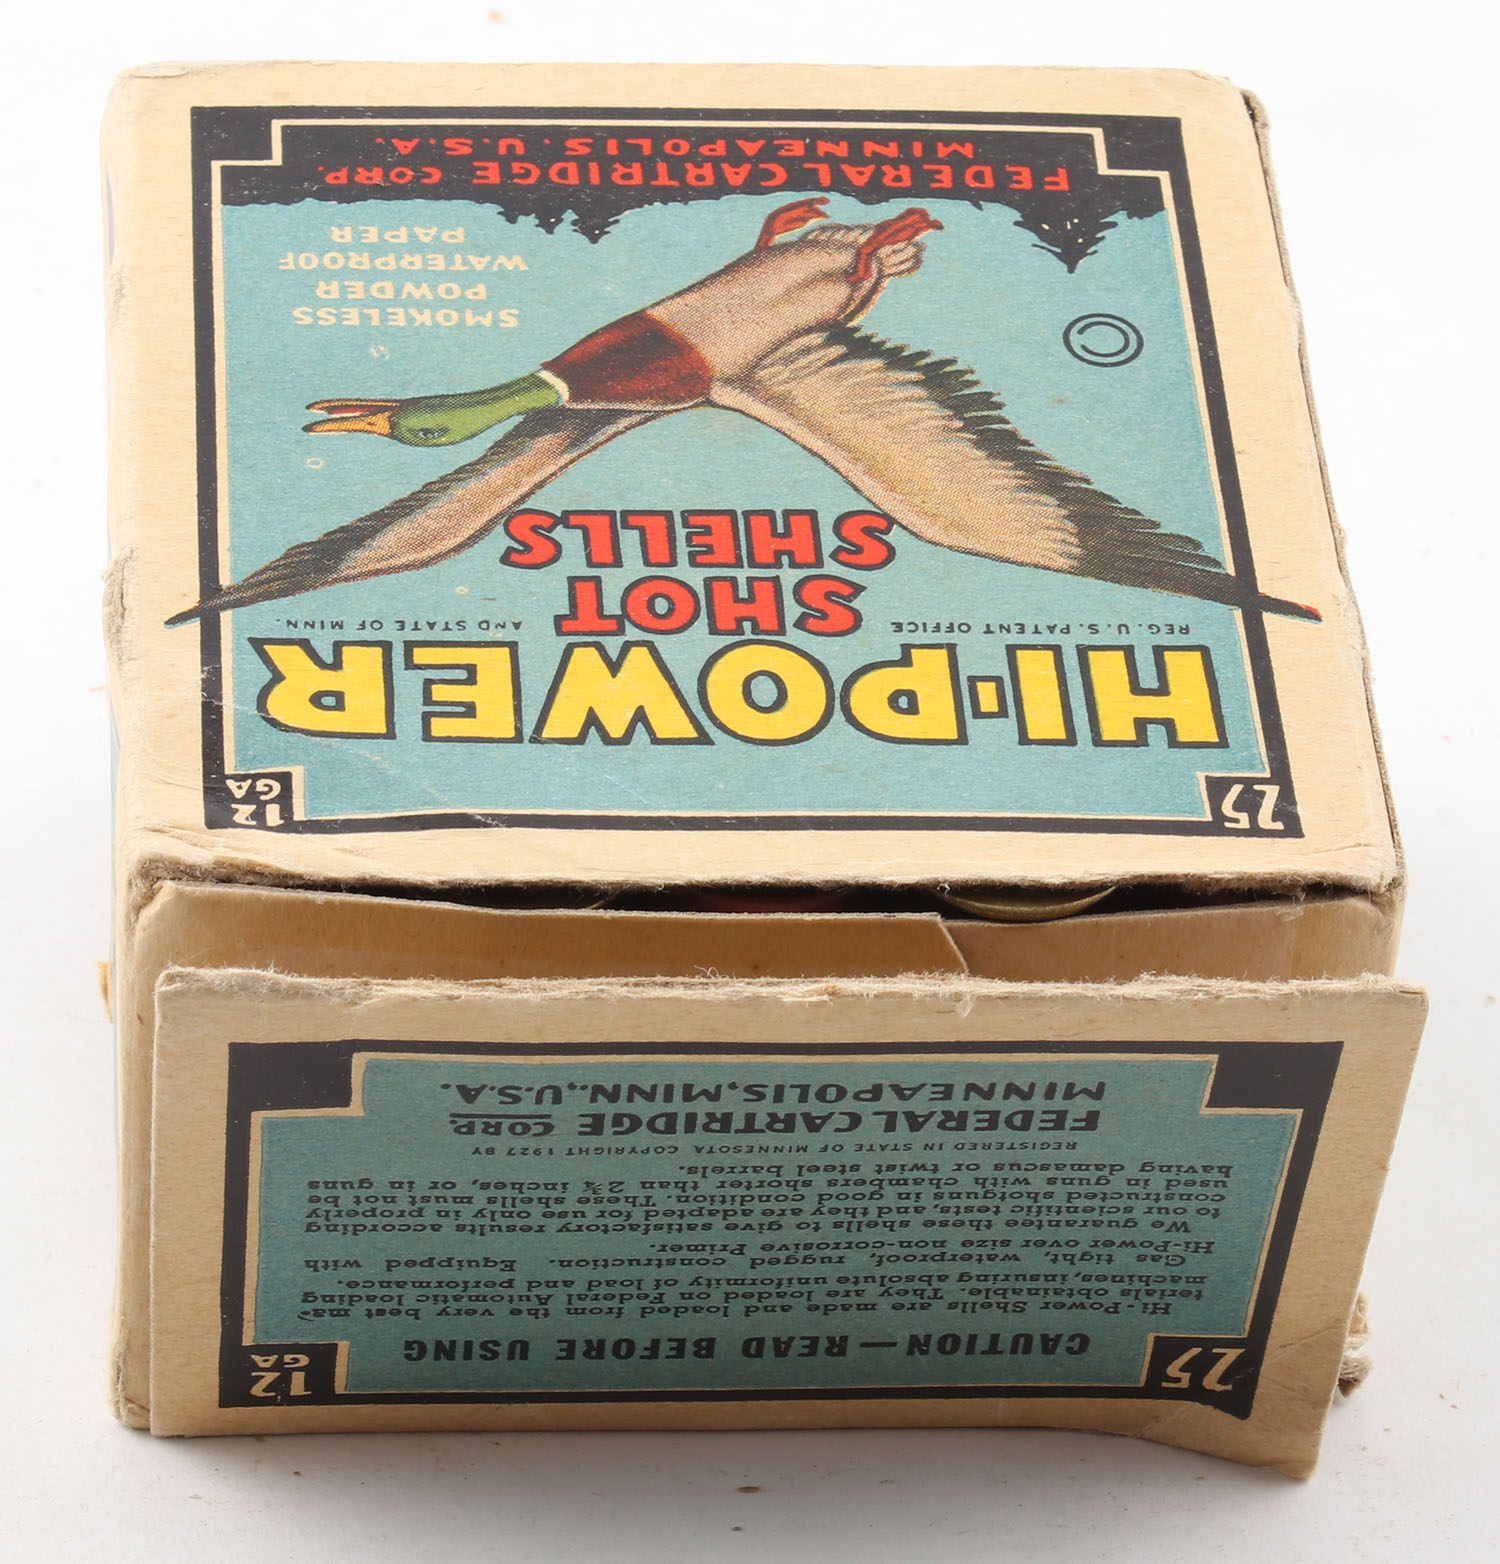 25
12
GA
HI-POWER
REG. U.S. PATENT OFFICE
AND STATE OF MINN.
SHOT
SHELLS
SMOKELESS
POWDER
WATERPROOF
PAPER
FEDERAL CARTRIDGE CORP.
MINNEAPOLIS. U.S.A.
25
12
GA
CAUTION—READ BEFORE USING
Hi-Power Shells are made and loaded from the very best ma-
terials obtainable. They are loaded on Federal Automatic loading
machines, insuring absolute uniformity of load and performance.
Gas tight, waterproof, rugged construction. Equipped with
Hi-Power over size non-corrosive Primer.
We guarantee these shells to give satisfactory results according
to our scientific tests, and they are adapted for use only in properly
constructed shotguns in good condition. These shells must not be
used in guns with chambers shorter than 2¾ inches, or in guns
having damascus or twist steel barrels.
REGISTERED IN STATE OF MINNESOTA COPYRIGHT 1927 BY
FEDERAL CARTRIDGE CORP.
MINNEAPOLIS, MINN., U.S.A.